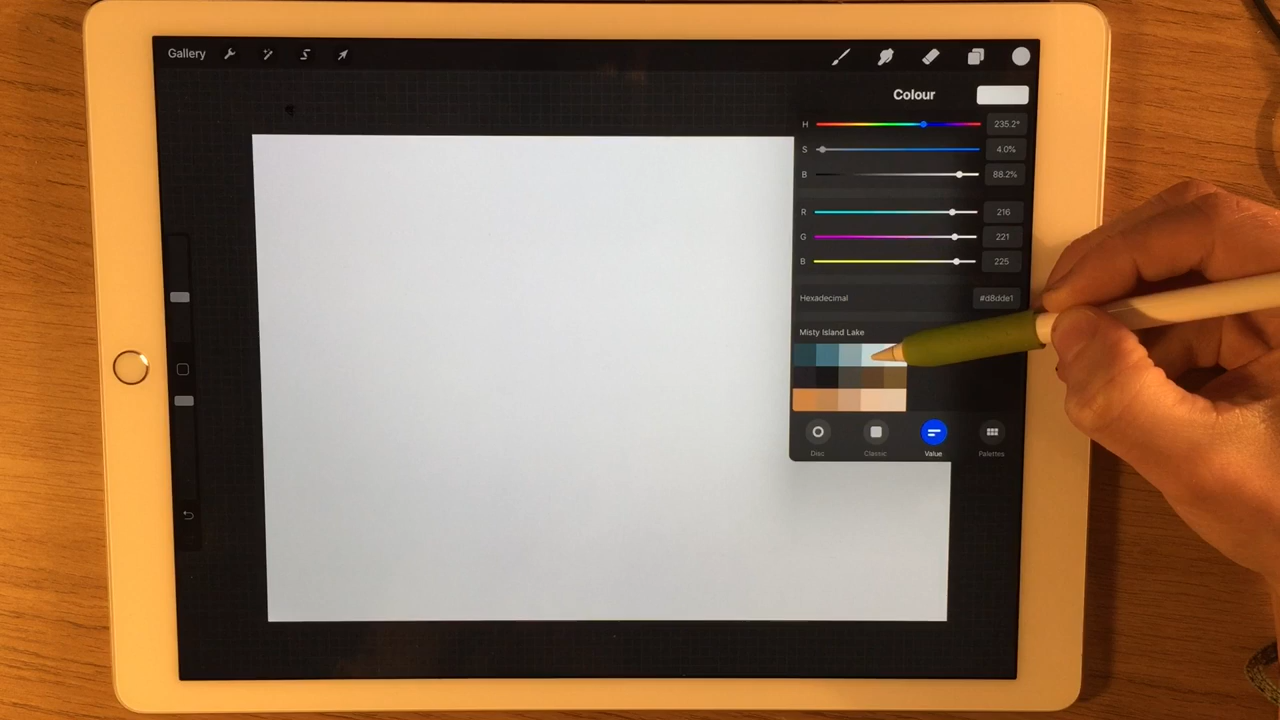 Gallery
Colour
H 235.2°
S 4.0%
B 88.2%
R 216
G 221
B 225
Hexadecimal #d8dde1
Misty Island Lake
Disc Classic Value Palettes